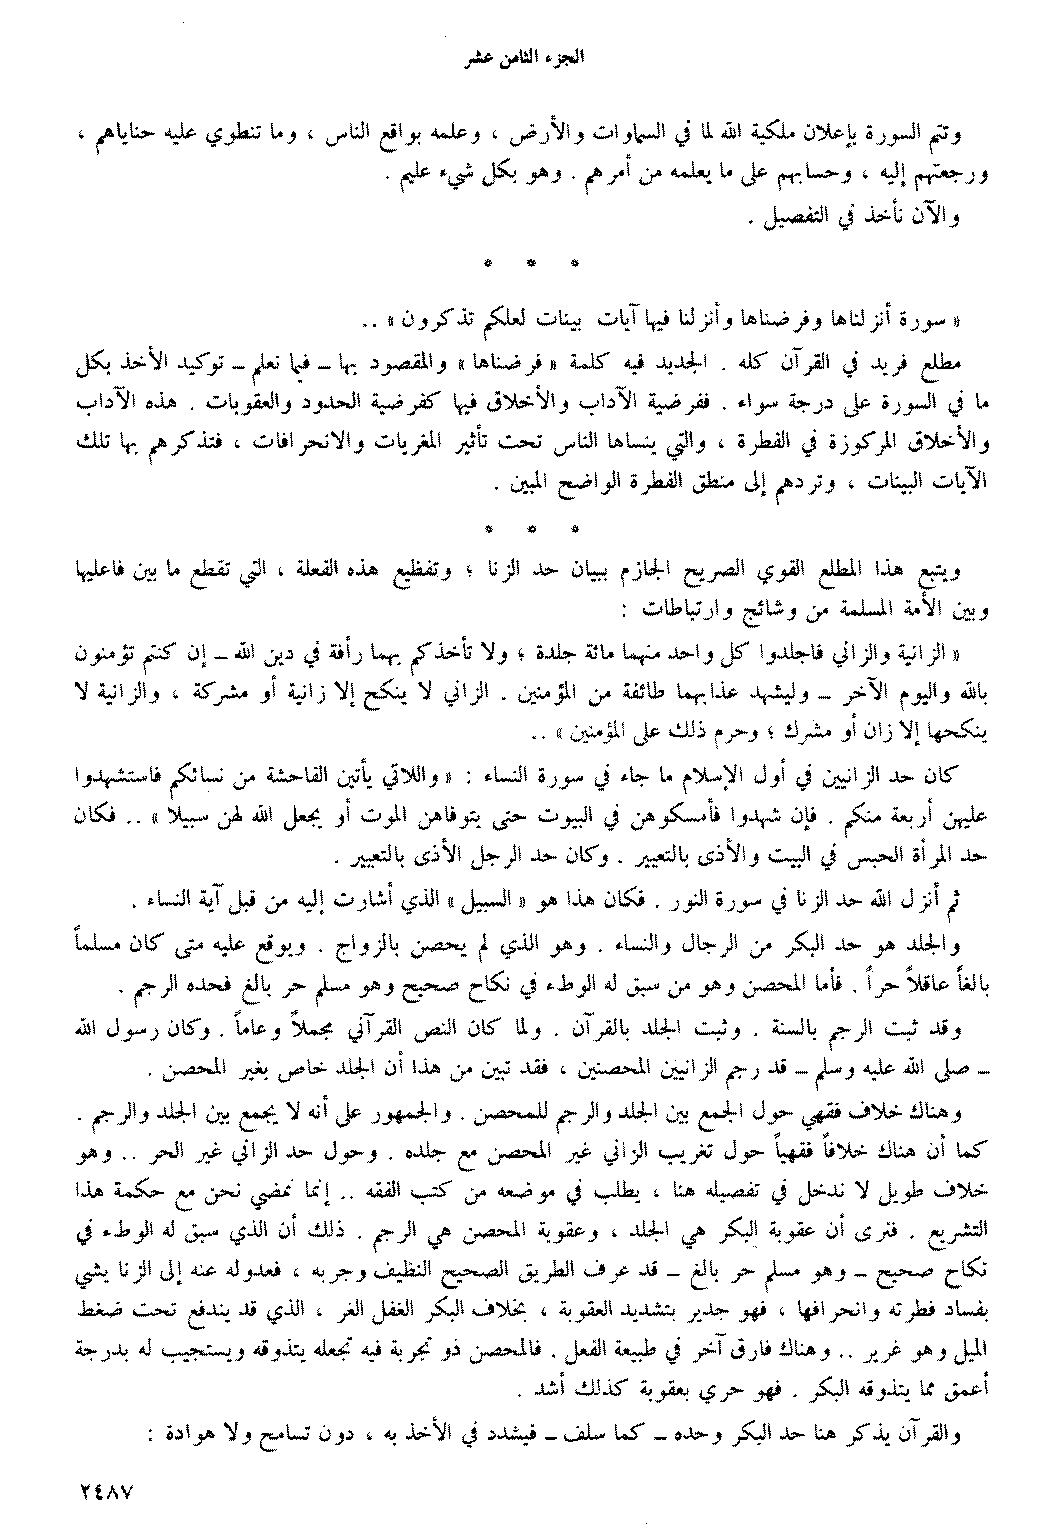 الجزء الثامن عشر
وتتم السورة بإعلان ملكية الله لما في السماوات والأرض ، وعلمه بواقع الناس ، وما تنطوي عليه حناياهم ،
ورجعتهم إليه ، وحسابهم على ما يعلمه من أمرهم . وهو بكل شيء عليم .
والآن نأخذ في التفصيل .
* * *
« سورة أنزلناها وفرضناها وأنزلنا فيها آيات بينات لعلكم تذكرون » ..
مطلع فريد في القرآن كله . الجديد فيه كلمة « فرضناها » والمقصود بها – فيما نعلم – توكيد الأخذ بكل
ما في السورة على درجة سواء . ففرضية الآداب والأخلاق فيها كفرضية الحدود والعقوبات . هذه الآداب
والأخلاق المركوزة في الفطرة ، والتي ينساها الناس تحت تأثير المغريات والانحرافات ، فتذكرهم بها تلك
الآيات البينات ، وتردهم إلى منطق الفطرة الواضح المبين .
* * *
ويتبع هذا المطلع القوي الصريح الجازم ببيان حد الزنا ؛ وتفظيع هذه الفعلة ، التي تقطع ما بين فاعليها
وبين الأمة المسلمة من وشائج وارتباطات :
« الزانية والزاني فاجلدوا كل واحد منهما مائة جلدة ؛ ولا تأخذكم بهما رأفة في دين الله – إن كنتم تؤمنون
بالله واليوم الآخر – وليشهد عذابهما طائفة من المؤمنين . الزاني لا ينكح إلا زانية أو مشركة ، والزانية لا
ينكحها إلا زان أو مشرك ؛ وحرم ذلك على المؤمنين » ..
كان حد الزانيين في أول الإسلام ما جاء في سورة النساء : « واللاتي يأتين الفاحشة من نسائكم فاستشهدوا
عليهن أربعة منكم . فإن شهدوا فأمسكوهن في البيوت حتى يتوفاهن الموت أو يجعل الله لهن سبيلا » .. فكان
حد المرأة الحبس في البيت والأذى بالتعيير . وكان حد الرجل الأذى بالتعيير .
ثم أنزل الله حد الزنا في سورة النور . فكان هذا هو « السبيل » الذي أشارت إليه من قبل آية النساء .
والجلد هو حد البكر من الرجال والنساء . وهو الذي لم يحصن بالزواج . ويوقع عليه متى كان مسلماً
بالغاً عاقلاً حراً . فأما المحصن وهو من سبق له الوطء في نكاح صحيح وهو مسلم حر بالغ فحده الرجم .
وقد ثبت الرجم بالسنة . وثبت الجلد بالقرآن . ولما كان النص القرآني مجملاً وعاماً . وكان رسول الله
– صلى الله عليه وسلم – قد رجم الزانيين المحصنين ، فقد تبين من هذا أن الجلد خاص بغير المحصن .
وهناك خلاف فقهي حول الجمع بين الجلد والرجم للمحصن . والجمهور على أنه لا يجمع بين الجلد والرجم .
كما أن هناك خلافاً فقهياً حول تغريب الزاني غير المحصن مع جلده . وحول حد الزاني غير الحر .. وهو
خلاف طويل لا ندخل في تفصيله هنا ، يطلب في موضعه من كتب الفقه .. إنما نمضي نحن مع حكمة هذا
التشريع . فنرى أن عقوبة البكر هي الجلد ، وعقوبة المحصن هي الرجم . ذلك أن الذي سبق له الوطء في
نكاح صحيح – وهو مسلم حر بالغ – قد عرف الطريق الصحيح النظيف وجربه ، فعدوله عنه إلى الزنا يشي
بفساد فطرته وانحرافها ، فهو جدير بتشديد العقوبة ، بخلاف البكر الغفل الغر ، الذي قد يندفع تحت ضغط
الميل وهو غرير .. وهناك فارق آخر في طبيعة الفعل . فالمحصن ذو تجربة فيه تجعله يتذوقه ويستجيب له بدرجة
أعمق مما يتذوقه البكر . فهو حري بعقوبة كذلك أشد .
والقرآن يذكر هنا حد البكر وحده – كما سلف – فيشدد في الأخذ به ، دون تسامح ولا هوادة :
٢٤٨٧